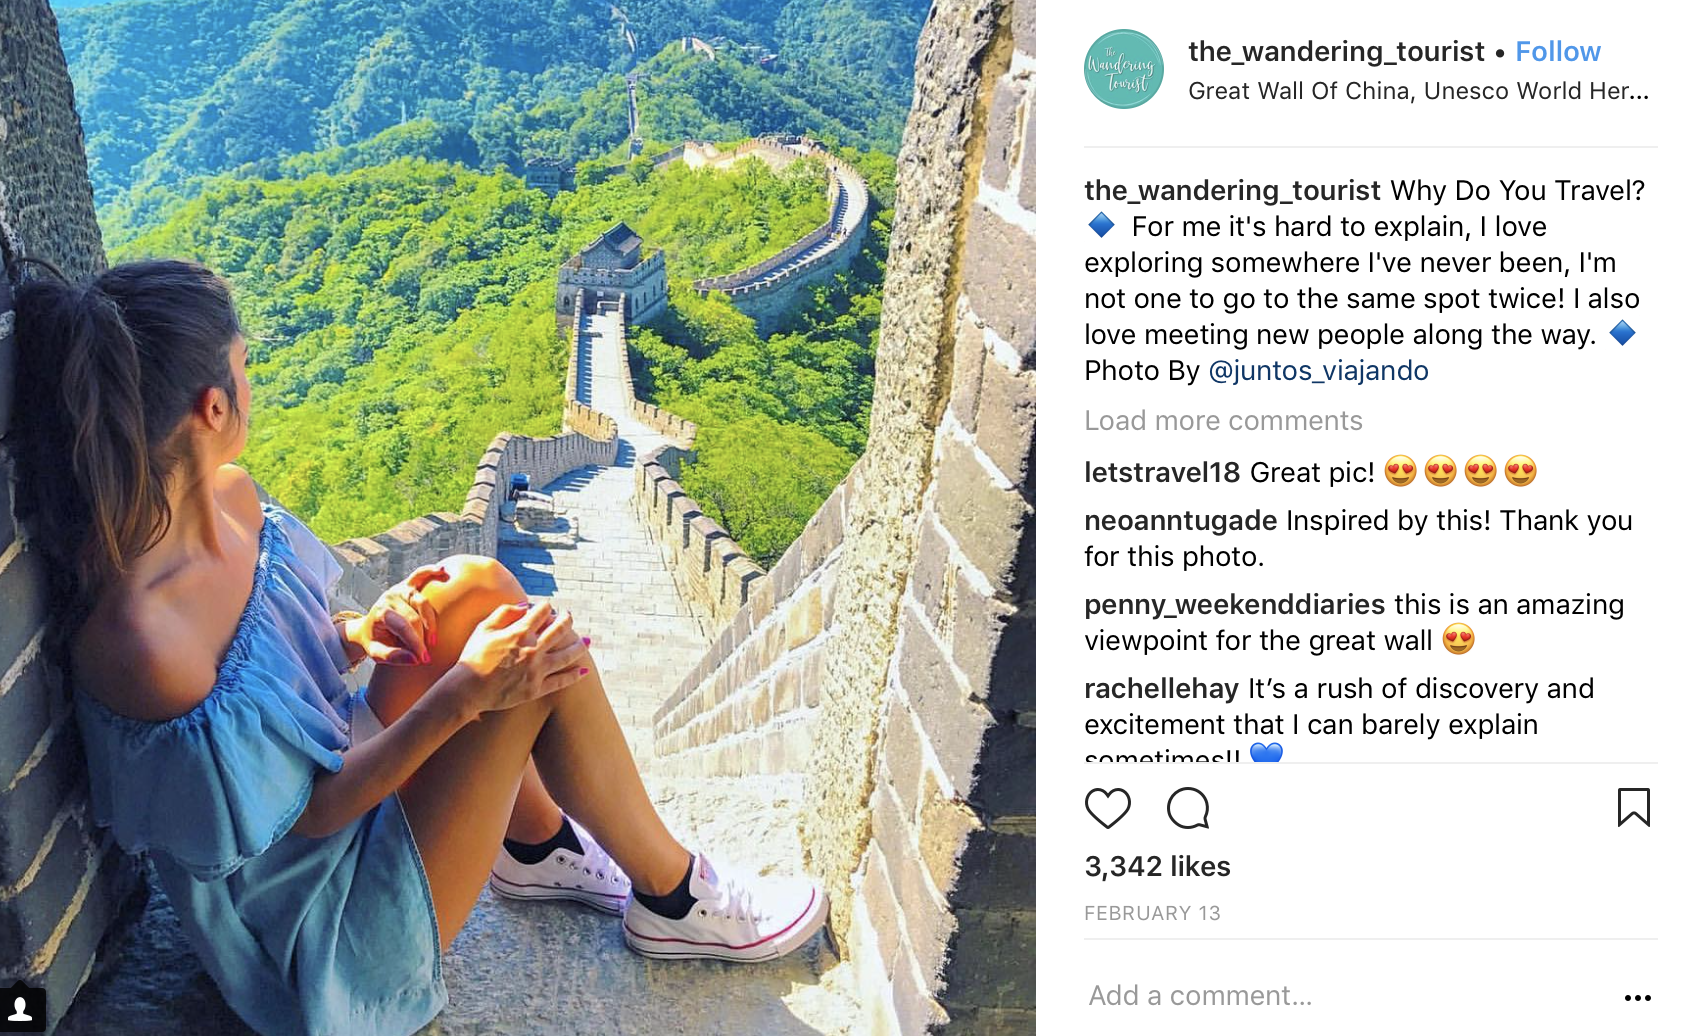 The
Wandering
Tourist
the_wandering_tourist • Follow
Great Wall Of China, Unesco World Her...
the_wandering_tourist Why Do You Travel?
🔹 For me it's hard to explain, I love
exploring somewhere I've never been, I'm
not one to go to the same spot twice! I also
love meeting new people along the way. 🔹
Photo By @juntos_viajando
Load more comments
letstravel18 Great pic! 😍😍😍😍
neoanntugade Inspired by this! Thank you
for this photo.
penny_weekenddiaries this is an amazing
viewpoint for the great wall 😍
rachellehay It’s a rush of discovery and
excitement that I can barely explain
sometimes!! 💙
3,342 likes
FEBRUARY 13
Add a comment...